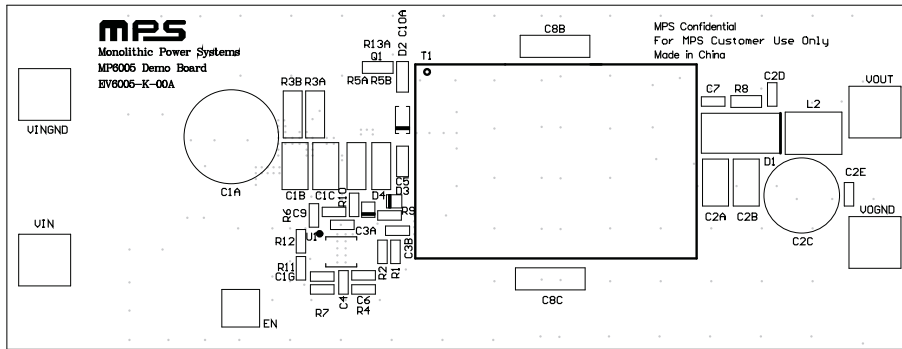 mps
Monolithic Power Systems
MP6005 Demo Board
EV6005-K-00A
MPS Confidential
For MPS Customer Use Only
Made in China
C8B
C10A
D2
R13A
Q1
R5A R5B
T1
R3B R3A
C7
R8
C2D
L2
VOUT
VINGND
C1A
C1B
C1C
D4
D1
C2A
C2B
C2E
C2C
VOGND
VIN
R6
C9
R10
R9
C3A
C3B
U1
R12
R11
C1G
R2
R1
C4
C6
R4
R7
EN
C8C